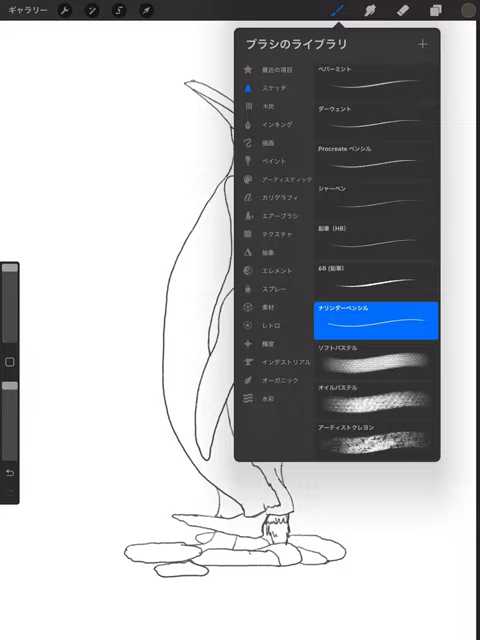 ギャラリー
ブラシのライブラリ
最近の項目
スケッチ
木炭
インキング
描画
ペイント
アーティスティック
カリグラフィ
エアーブラシ
テクスチャ
抽象
エレメント
スプレー
素材
レトロ
輝度
インダストリアル
オーガニック
水彩
ペパーミント
ダーウェント
Procreate ペンシル
シャーペン
鉛筆（HB）
6B (鉛筆)
ナリンダーペンシル
ソフトパステル
オイルパステル
アーティストクレヨン